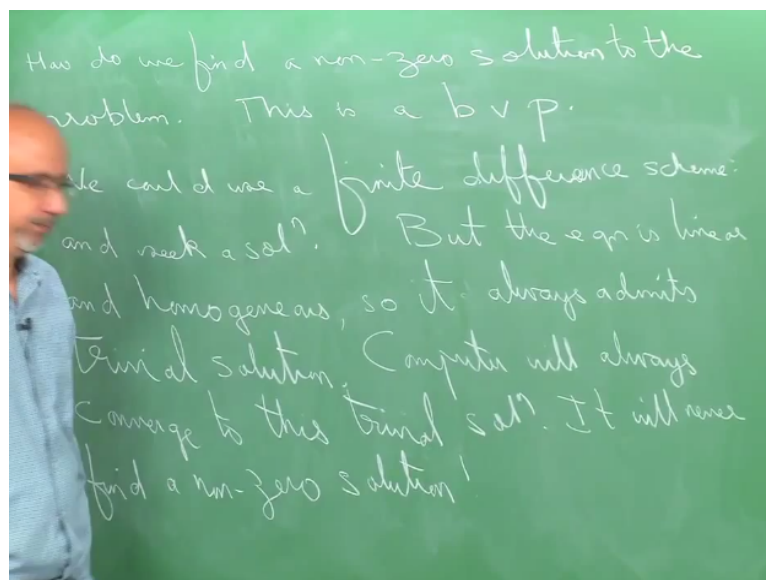 How do we find a non-zero solution to the
problem. This is a b v p.
We could use a finite difference scheme:
and seek a solⁿ. But the eqn is linear
and homogeneous, so it always admits
trivial solution. Computer will always
converge to this trivial solⁿ. It will never
find a non-zero solution!